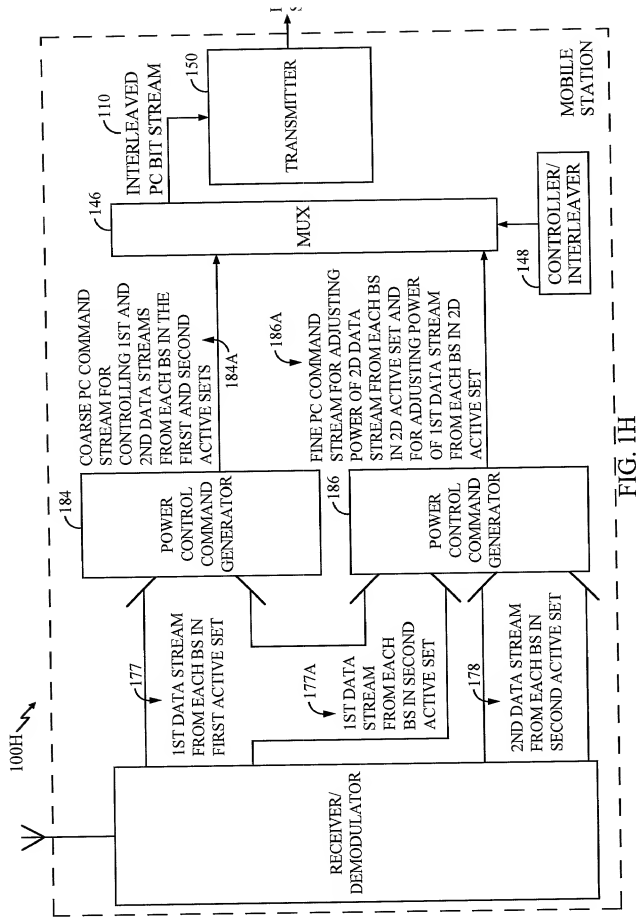 100H
RECEIVER/
DEMODULATOR
177
1ST DATA STREAM
FROM EACH BS IN
FIRST ACTIVE SET
177A
1ST DATA
STREAM
FROM EACH
BS IN SECOND
ACTIVE SET
178
2ND DATA STREAM
FROM EACH BS IN
SECOND ACTIVE SET
184
POWER
CONTROL
COMMAND
GENERATOR
186
POWER
CONTROL
COMMAND
GENERATOR
COARSE PC COMMAND
STREAM FOR
CONTROLLING 1ST AND
2ND DATA STREAMS
FROM EACH BS IN THE
FIRST AND SECOND
ACTIVE SETS
184A
186A
FINE PC COMMAND
STREAM FOR ADJUSTING
POWER OF 2D DATA
STREAM FROM EACH BS
IN 2D ACTIVE SET AND
FOR ADJUSTING POWER
OF 1ST DATA STREAM
FROM EACH BS IN 2D
ACTIVE SET
146
MUX
110
INTERLEAVED
PC BIT STREAM
150
TRANSMITTER
148
CONTROLLER/
INTERLEAVER
MOBILE
STATION
FIG. 1H